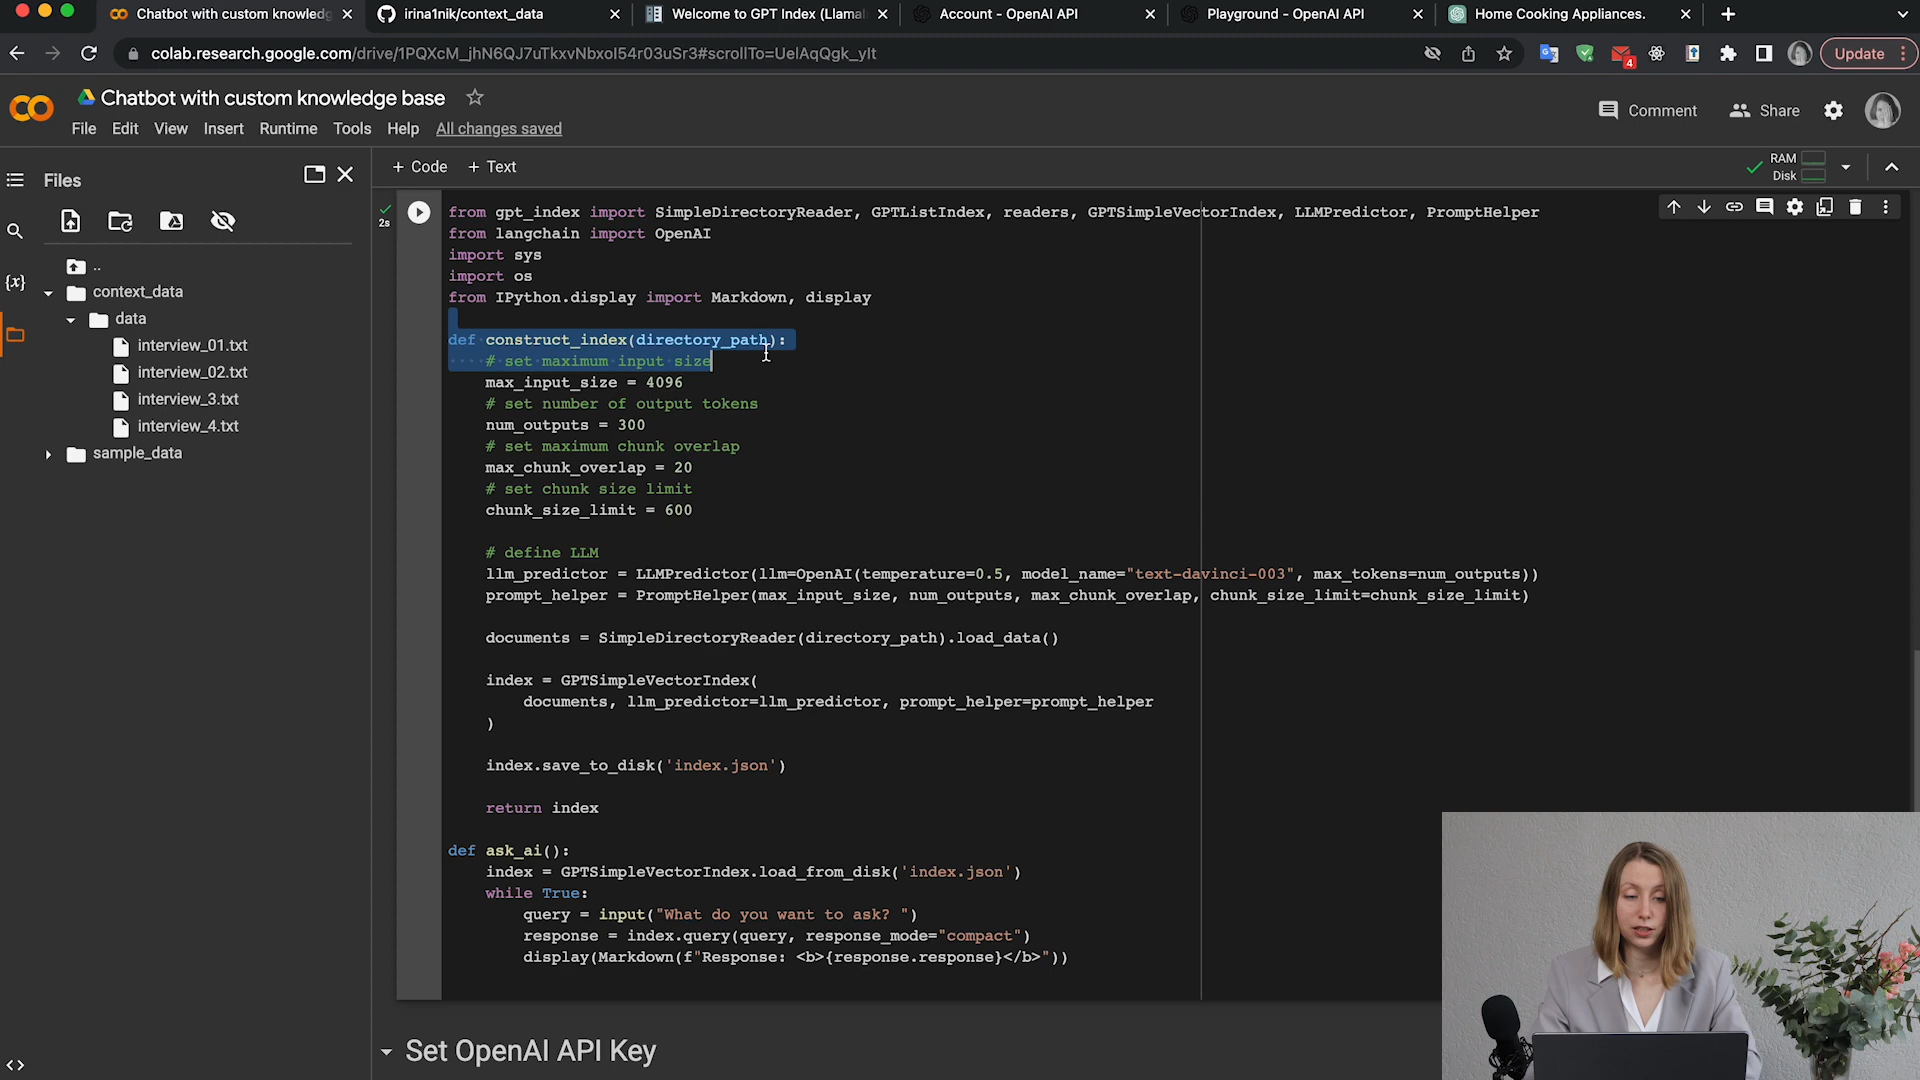 Chatbot with custom knowledg
irina1nik/context_data
Welcome to GPT Index (Llamal
Account - OpenAI API
Playground - OpenAI API
Home Cooking Appliances.
colab.research.google.com/drive/1PQXcM_jhN6QJ7uTkxvNbxol54r03uSr3#scrollTo=UelAqQgk_yIt
4
Update
Chatbot with custom knowledge base
File Edit View Insert Runtime Tools Help All changes saved
Comment
Share
Files
+ Code + Text
RAM
Disk
..
context_data
data
interview_01.txt
interview_02.txt
interview_3.txt
interview_4.txt
sample_data
{x}
2s
from gpt_index import SimpleDirectoryReader, GPTListIndex, readers, GPTSimpleVectorIndex, LLMPredictor, PromptHelper
from langchain import OpenAI
import sys
import os
from IPython.display import Markdown, display
def construct_index(directory_path):
# set maximum input size
max_input_size = 4096
# set number of output tokens
num_outputs = 300
# set maximum chunk overlap
max_chunk_overlap = 20
# set chunk size limit
chunk_size_limit = 600
# define LLM
llm_predictor = LLMPredictor(llm=OpenAI(temperature=0.5, model_name="text-davinci-003", max_tokens=num_outputs))
prompt_helper = PromptHelper(max_input_size, num_outputs, max_chunk_overlap, chunk_size_limit=chunk_size_limit)
documents = SimpleDirectoryReader(directory_path).load_data()
index = GPTSimpleVectorIndex(
documents, llm_predictor=llm_predictor, prompt_helper=prompt_helper
)
index.save_to_disk('index.json')
return index
def ask_ai():
index = GPTSimpleVectorIndex.load_from_disk('index.json')
while True:
query = input("What do you want to ask? ")
response = index.query(query, response_mode="compact")
display(Markdown(f"Response: <b>{response.response}</b>"))
Set OpenAI API Key